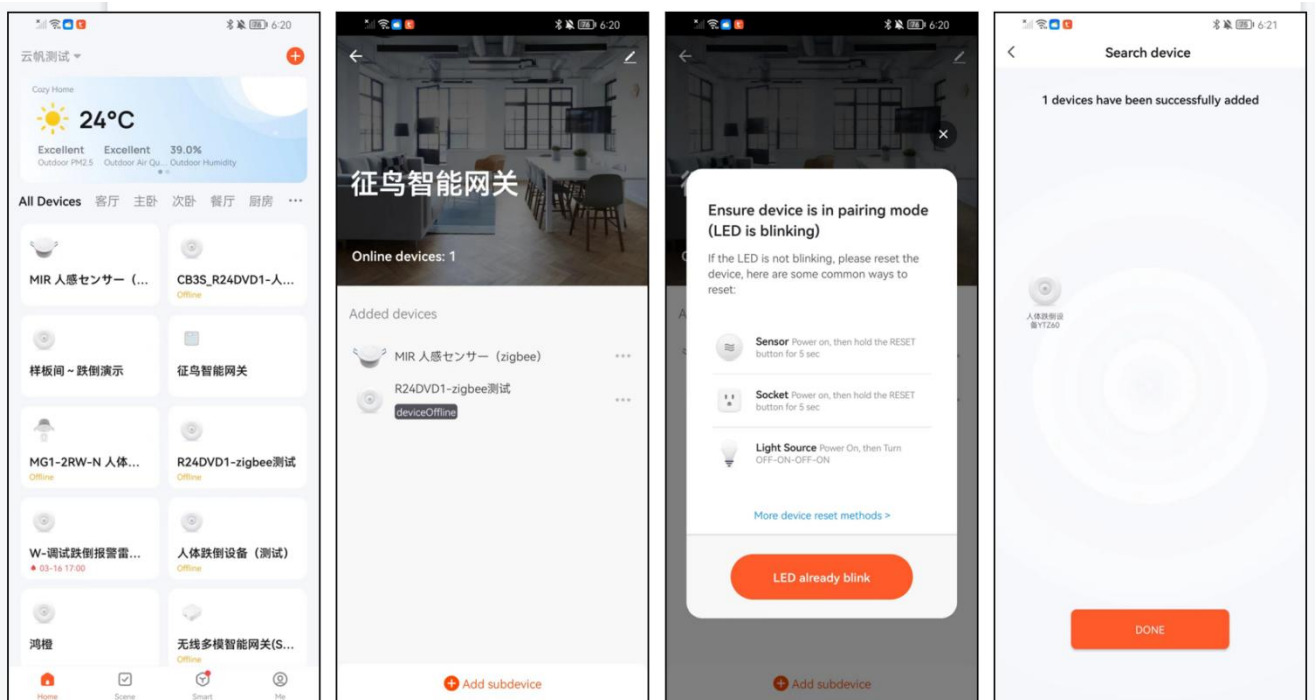 6:20
云帆测试
Cozy Home
24°C
Excellent Excellent 39.0%
Outdoor PM2.5 Outdoor Air Qu... Outdoor Humidity
All Devices 客厅 主卧 次卧 餐厅 厨房 ...
MIR 人感センサー（...
CB3S_R24DVD1-人...
Offline
样板间 ~ 跌倒演示
征鸟智能网关
MG1-2RW-N 人体...
Offline
R24DVD1-zigbee测试
Offline
W-调试跌倒报警雷...
03-16 17:00
人体跌倒设备（测试）
Offline
鸿橙
无线多模智能网关(S...
Offline
Home Scene Smart Me
6:20
征鸟智能网关
Online devices: 1
Added devices
MIR 人感センサー（zigbee）
R24DVD1-zigbee测试
deviceOffline
Add subdevice
6:20
Ensure device is in pairing mode
(LED is blinking)
If the LED is not blinking, please reset the
device, here are some common ways to
reset:
Sensor Power on, then hold the RESET
button for 5 sec
Socket Power on, then hold the RESET
button for 5 sec
Light Source Power On, then Turn
OFF-ON-OFF-ON
More device reset methods >
LED already blink
Add subdevice
6:21
Search device
1 devices have been successfully added
人体跌倒设
备YTZ60
DONE